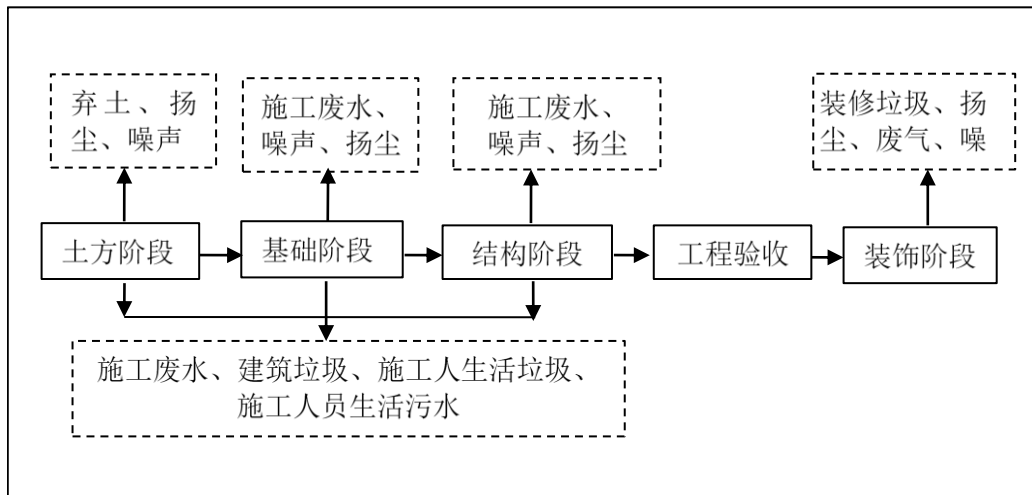 弃土、扬
尘、噪声
施工废水、
噪声、扬尘
施工废水、
噪声、扬尘
装修垃圾、扬
尘、废气、噪
土方阶段
基础阶段
结构阶段
工程验收
装饰阶段
施工废水、建筑垃圾、施工人生活垃圾、
施工人员生活污水